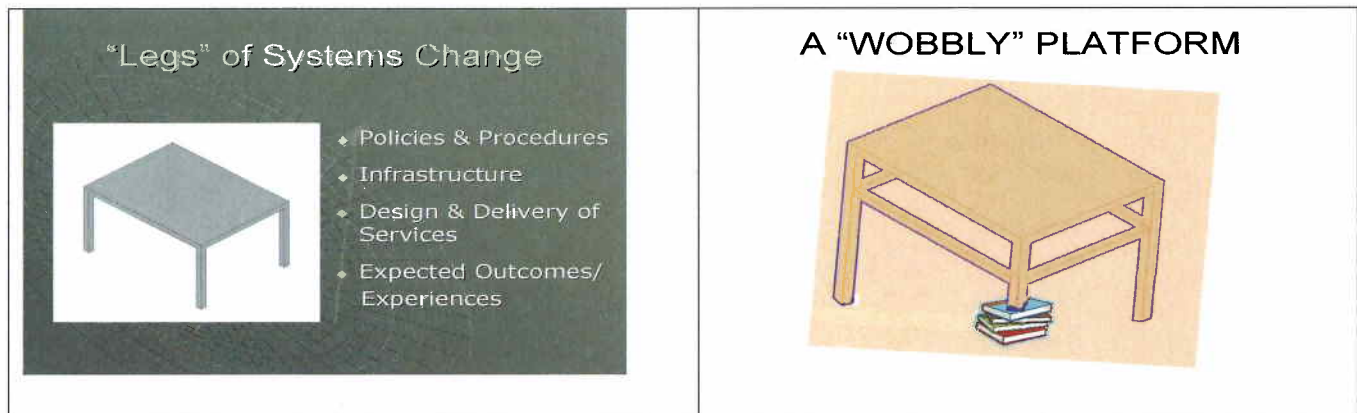 "Legs" of Systems Change
Policies & Procedures
Infrastructure
Design & Delivery of
Services
Expected Outcomes/
Experiences
A "WOBBLY" PLATFORM